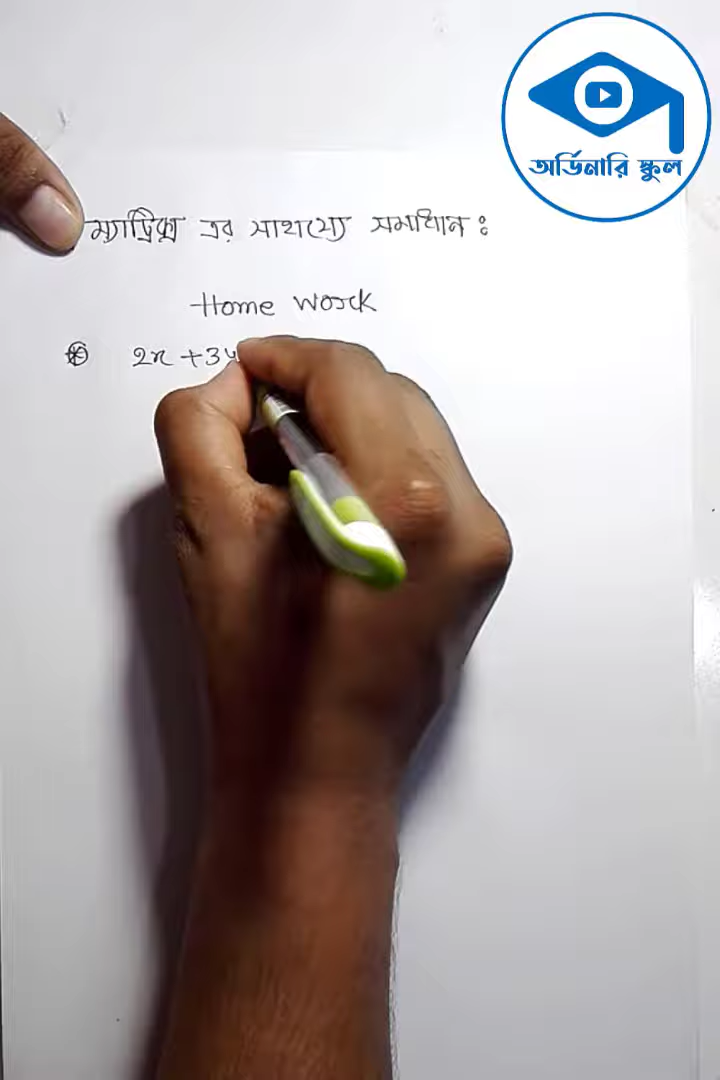 অর্ডিনারি স্কুল
ম্যাট্রিক্স এর সাহায্যে সমাধান ঃ
Home Work
* 2x + 3y